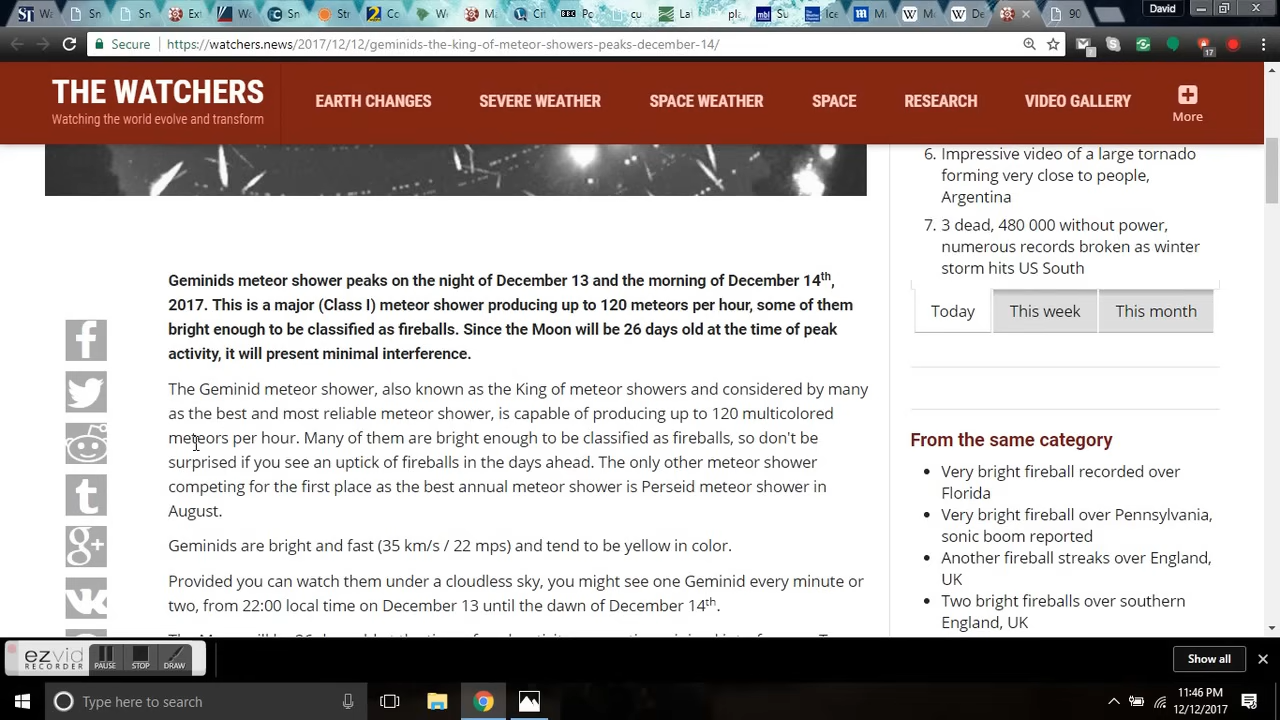 David
Secure https://watchers.news/2017/12/12/geminids-the-king-of-meteor-showers-peaks-december-14/
17
THE WATCHERS
Watching the world evolve and transform
EARTH CHANGES
SEVERE WEATHER
SPACE WEATHER
SPACE
RESEARCH
VIDEO GALLERY
More
Geminids meteor shower peaks on the night of December 13 and the morning of December 14th,
2017. This is a major (Class I) meteor shower producing up to 120 meteors per hour, some of them
bright enough to be classified as fireballs. Since the Moon will be 26 days old at the time of peak
activity, it will present minimal interference.
The Geminid meteor shower, also known as the King of meteor showers and considered by many
as the best and most reliable meteor shower, is capable of producing up to 120 multicolored
meteors per hour. Many of them are bright enough to be classified as fireballs, so don't be
surprised if you see an uptick of fireballs in the days ahead. The only other meteor shower
competing for the first place as the best annual meteor shower is Perseid meteor shower in
August.
Geminids are bright and fast (35 km/s / 22 mps) and tend to be yellow in color.
Provided you can watch them under a cloudless sky, you might see one Geminid every minute or
two, from 22:00 local time on December 13 until the dawn of December 14th.
6. Impressive video of a large tornado
forming very close to people,
Argentina
7. 3 dead, 480 000 without power,
numerous records broken as winter
storm hits US South
Today
This week
This month
From the same category
Very bright fireball recorded over
Florida
Very bright fireball over Pennsylvania,
sonic boom reported
Another fireball streaks over England,
UK
Two bright fireballs over southern
England, UK
ezvid
RECORDER
PAUSE
STOP
DRAW
Show all
Type here to search
11:46 PM
12/12/2017